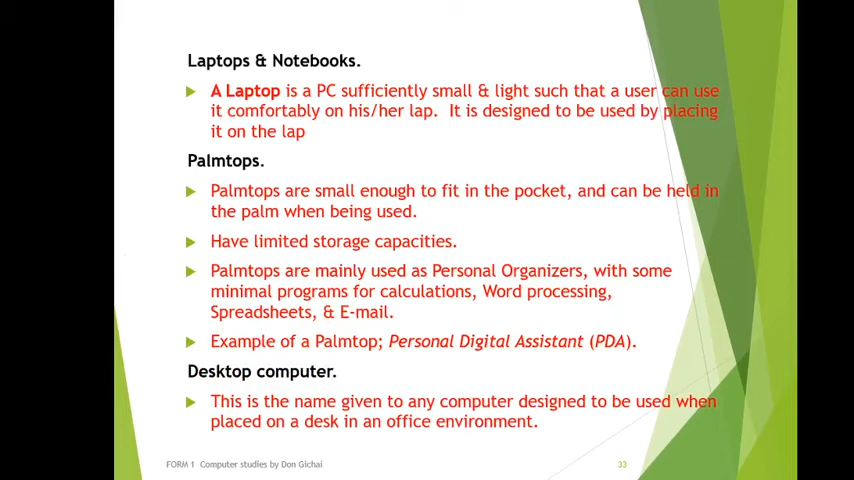 Laptops & Notebooks.
A Laptop is a PC sufficiently small & light such that a user can use
it comfortably on his/her lap. It is designed to be used by placing
it on the lap
Palmtops.
Palmtops are small enough to fit in the pocket, and can be held in
the palm when being used.
Have limited storage capacities.
Palmtops are mainly used as Personal Organizers, with some
minimal programs for calculations, Word processing,
Spreadsheets, & E-mail.
Example of a Palmtop; Personal Digital Assistant (PDA).
Desktop computer.
This is the name given to any computer designed to be used when
placed on a desk in an office environment.
FORM 1 Computer studies by Don Gichai
33